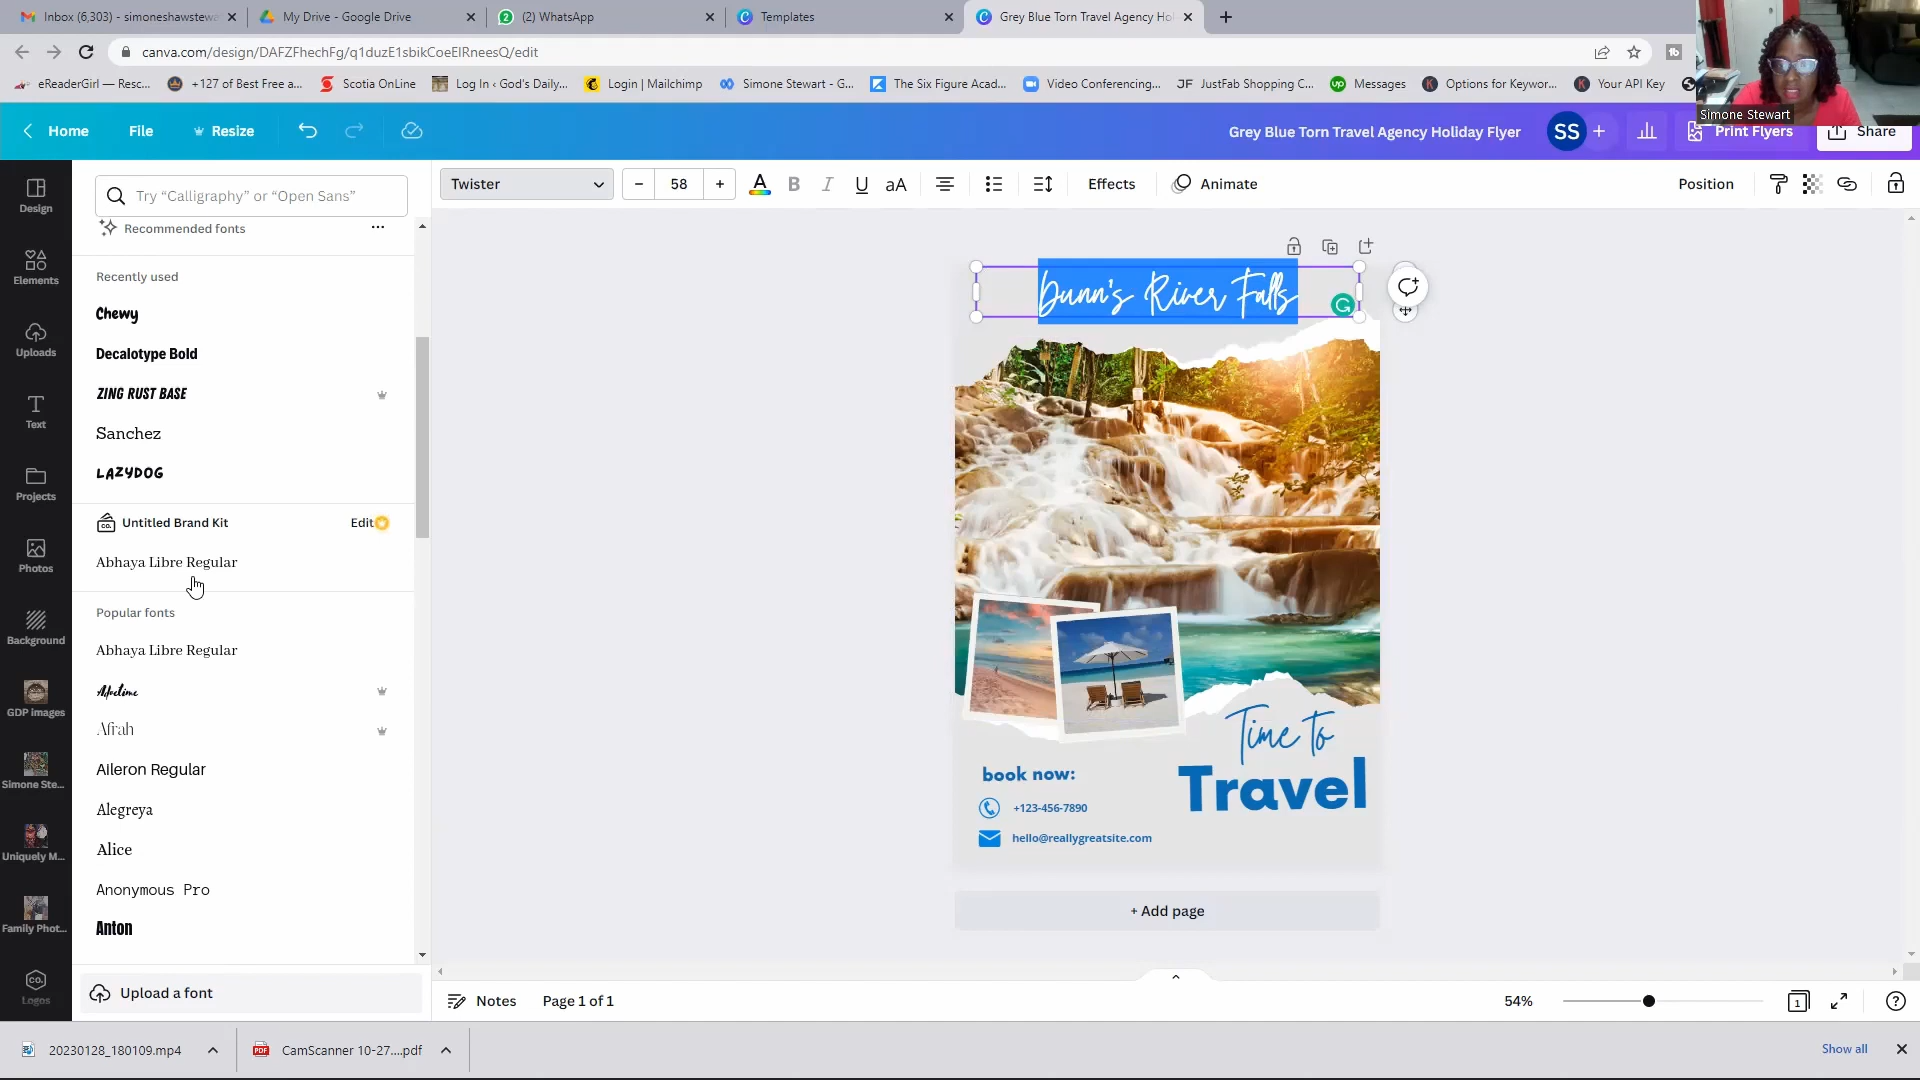 Inbox (6,303) - simoneshawstewa
My Drive - Google Drive
(2) WhatsApp
Templates
Grey Blue Torn Travel Agency Ho
canva.com/design/DAFZFhechFg/q1duzE1sbikCoeElRneesQ/edit
eReaderGirl — Resc...
+127 of Best Free a...
Scotia OnLine
Log In ‹ God's Daily...
Login | Mailchimp
Simone Stewart - G...
The Six Figure Acad...
Video Conferencing...
JF JustFab Shopping C...
Messages
Options for Keywor...
Your API Key
Simone Stewart
Home
File
Resize
Grey Blue Torn Travel Agency Holiday Flyer
SS
Print Flyers
Share
Design
Elements
Uploads
Text
Projects
Photos
Background
GDP images
Simone Ste...
Uniquely M...
Family Phot...
Logos
Try “Calligraphy” or “Open Sans”
Recommended fonts
Recently used
Chewy
Decalotype Bold
ZING RUST BASE
Sanchez
LAZYDOG
Untitled Brand Kit
Edit
Abhaya Libre Regular
Popular fonts
Abhaya Libre Regular
Afrah
Aileron Regular
Alegreya
Alice
Anonymous Pro
Anton
Upload a font
Twister
58
A
B
I
U
aA
Effects
Animate
Position
Dunn's River Falls
Time to
Travel
book now:
+123-456-7890
hello@reallygreatsite.com
+ Add page
Notes
Page 1 of 1
54%
1
20230128_180109.mp4
CamScanner 10-27....pdf
Show all